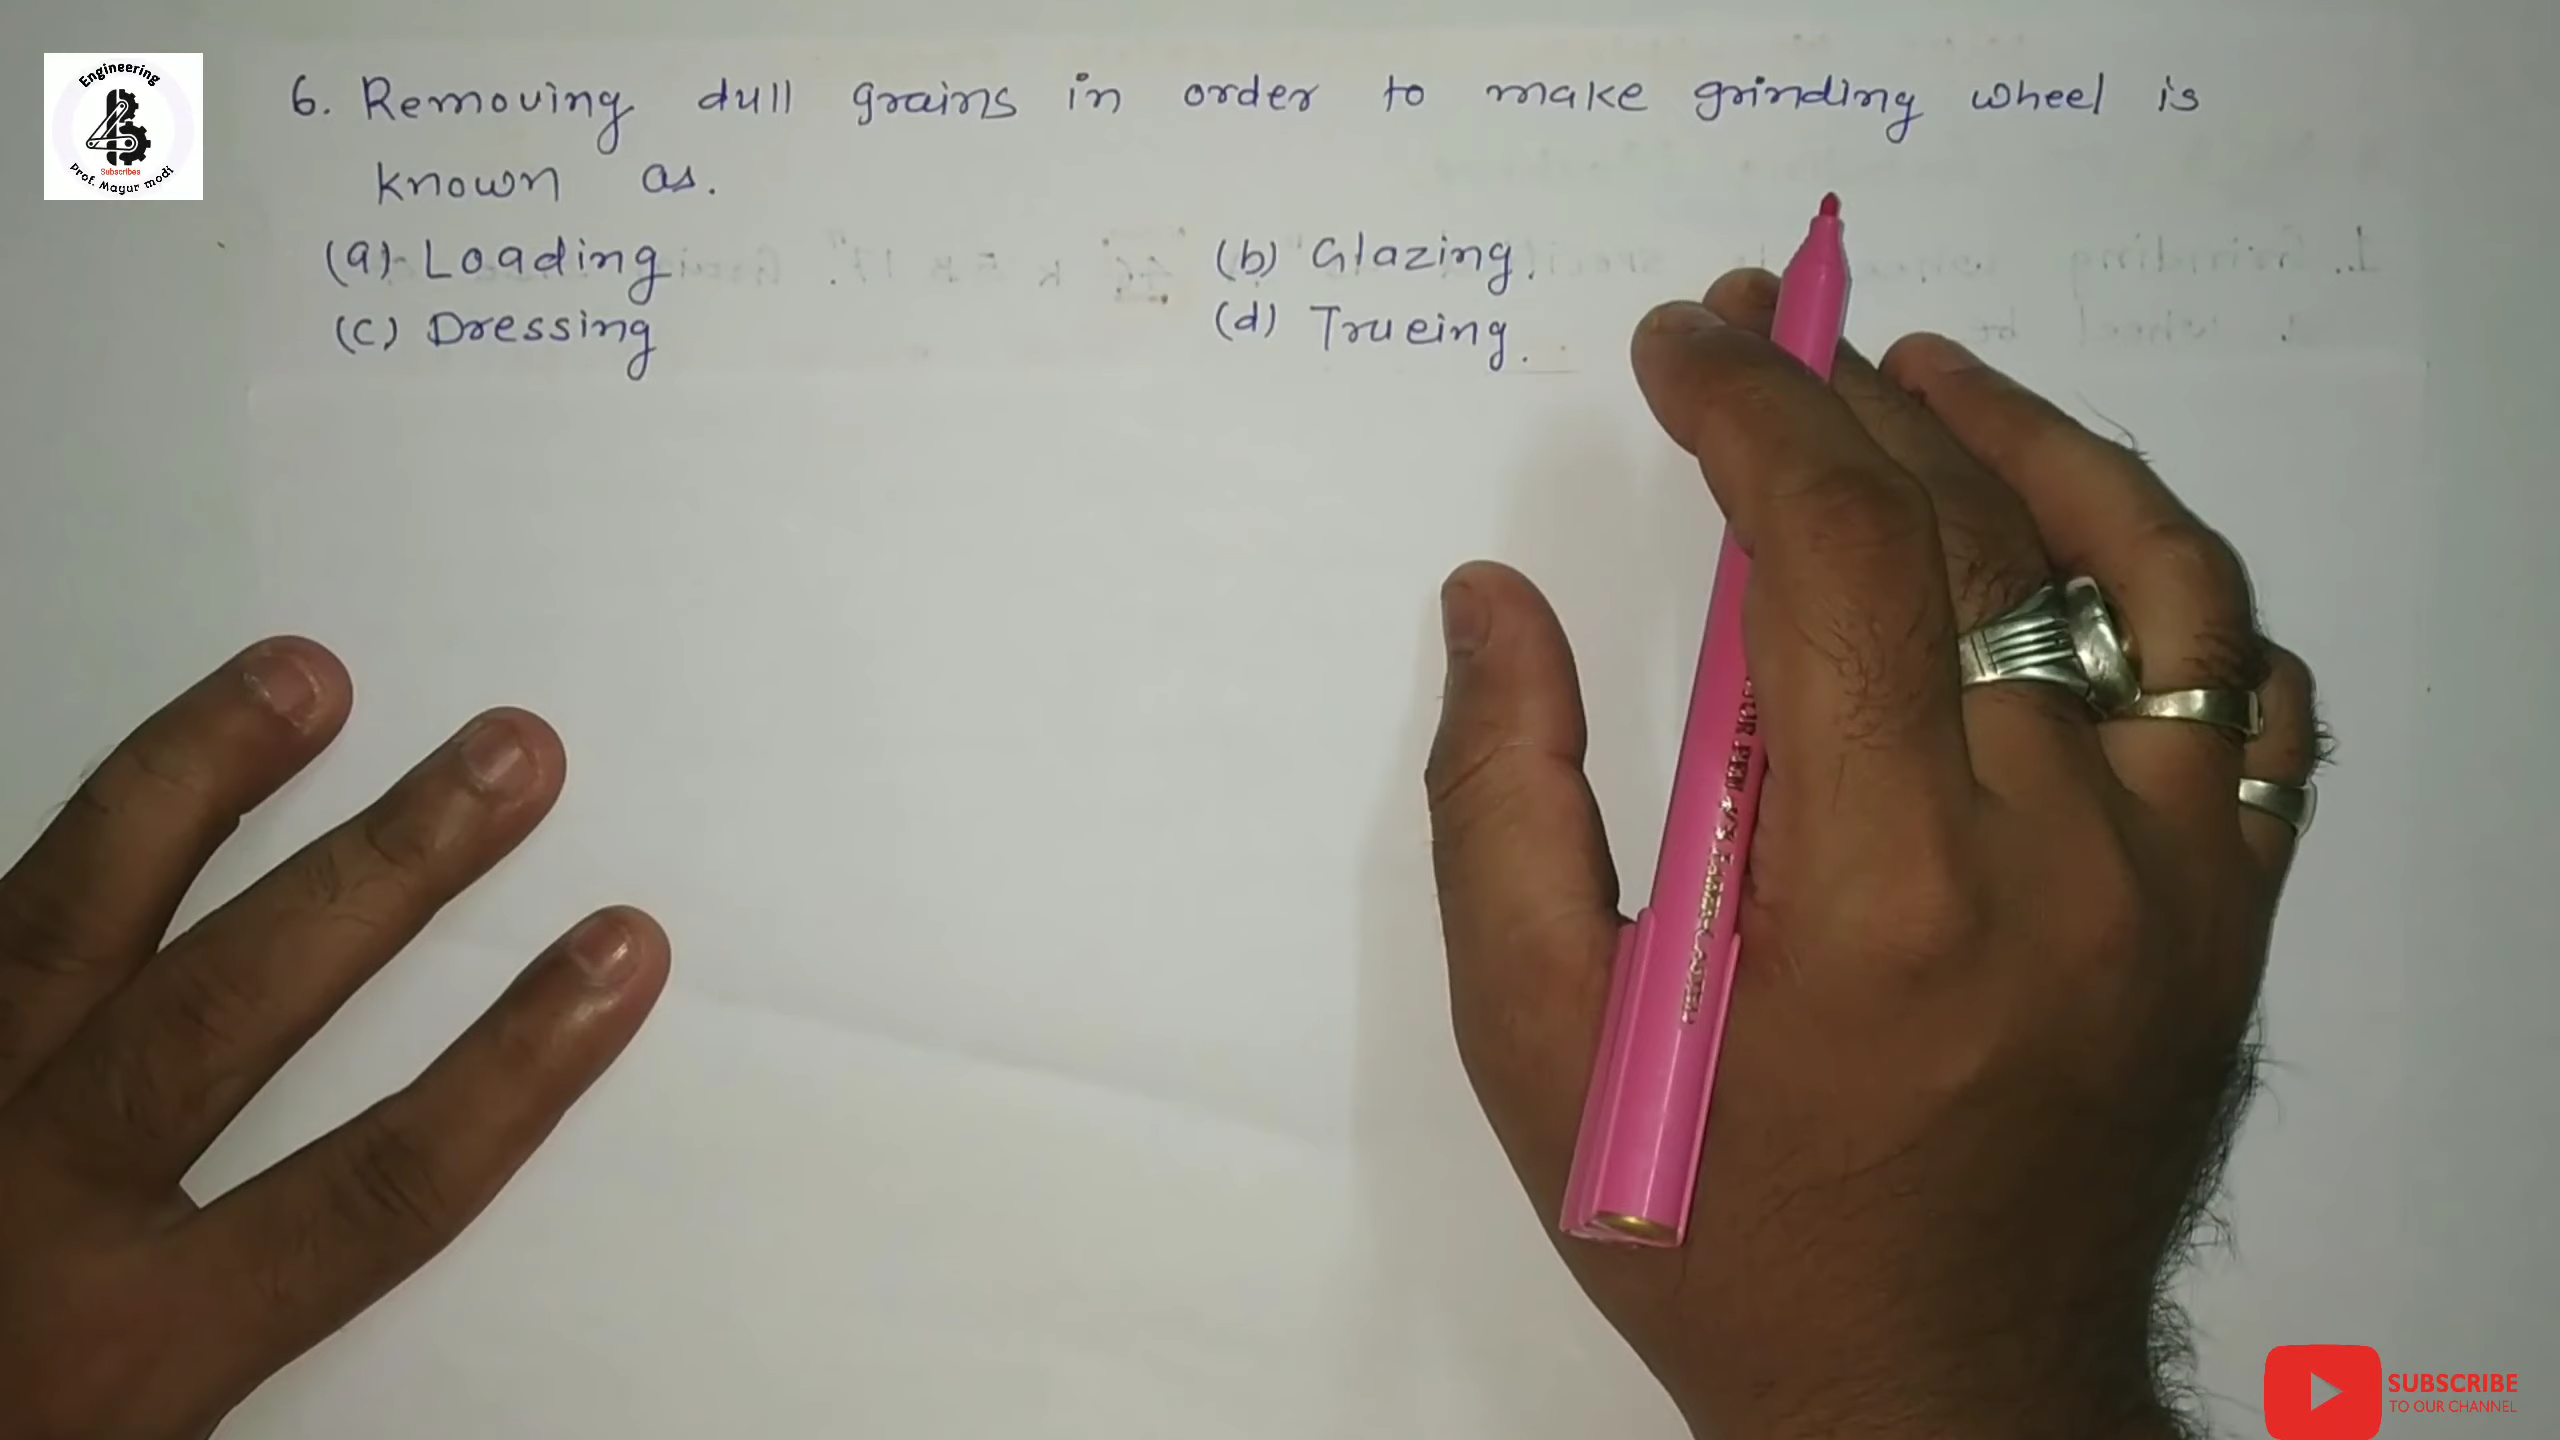 Engineering
Subscribes
Prof. Mayur modi
6. Removing dull grains in order to make grinding wheel is
known as.
(a) Loading
(b) Glazing.
(c) Dressing
(d) Trueing.
SUBSCRIBE
TO OUR CHANNEL